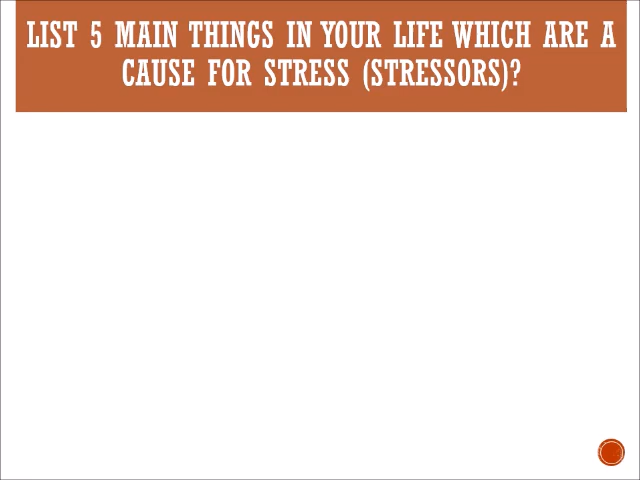 LIST 5 MAIN THINGS IN YOUR LIFE WHICH ARE A
CAUSE FOR STRESS (STRESSORS)?